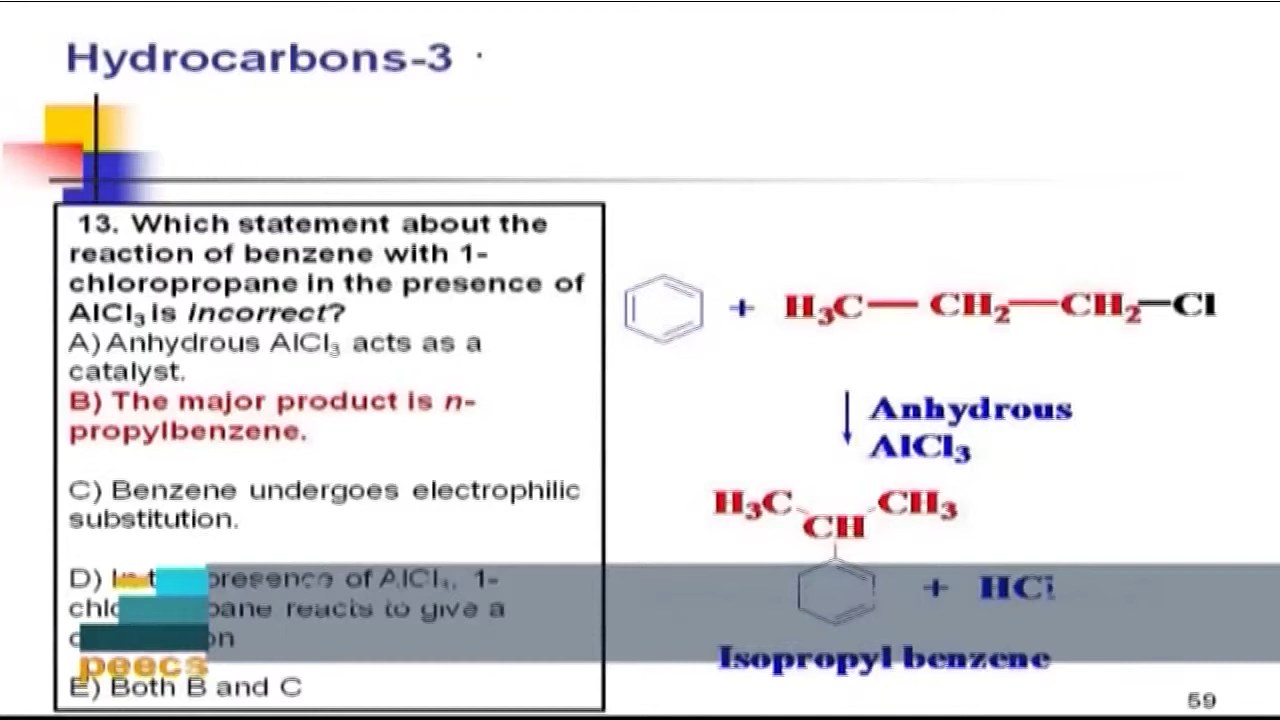 Hydrocarbons-3
13. Which statement about the
reaction of benzene with 1-
chloropropane in the presence of
AlCl₃ is incorrect?
A) Anhydrous AlCl₃ acts as a
catalyst.
B) The major product is n-
propylbenzene.
C) Benzene undergoes electrophilic
substitution.
D) presence of AlCl₃, 1-
reacts to give a
E) Both B and C
peecs
+ H₃C—CH₂—CH₂—Cl
Anhydrous
AlCl₃
H₃C CH₃
CH
+ HCl
Isopropyl benzene
59